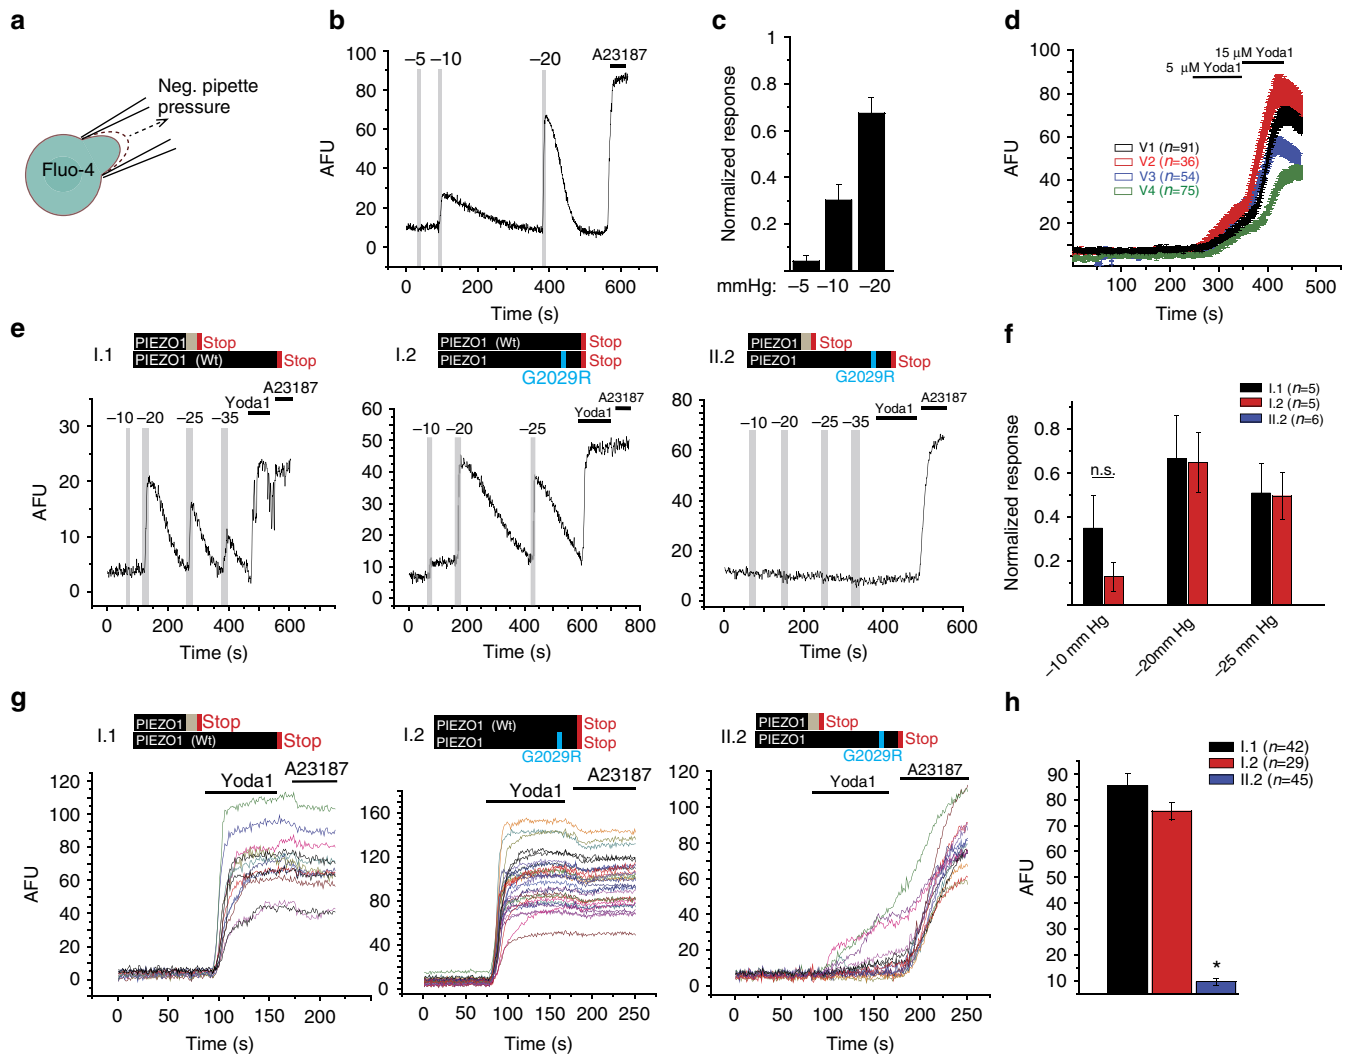 a
Neg. pipette
pressure
Fluo-4
b
–5 –10 –20 A23187
100
80
60
40
20
0
AFU
0 200 400 600
Time (s)
c
1
0.8
0.6
0.4
0.2
Normalized response
mmHg: –5 –10 –20
d
15 µM Yoda1
5 µM Yoda1
100
80
60
40
20
AFU
V1 (n=91)
V2 (n=36)
V3 (n=54)
V4 (n=75)
100 200 300 400 500
Time (s)
e
I.1
PIEZO1 Stop
PIEZO1 (Wt) Stop
A23187
Yoda1
–10 –20 –25 –35
30
20
10
0
AFU
0 200 400 600
Time (s)
I.2
PIEZO1 (Wt) Stop
PIEZO1 Stop
G2029R
A23187
Yoda1
–10 –20 –25
60
50
40
30
20
10
0
0 200 400 600 800
Time (s)
II.2
PIEZO1 Stop
PIEZO1 Stop
G2029R
A23187
Yoda1
–10 –20 –25 –35
80
60
40
20
0
0 200 400 600
Time (s)
f
I.1 (n=5)
I.2 (n=5)
II.2 (n=6)
n.s.
0.8
0.6
0.4
0.2
Normalized response
–10 mm Hg
–20mm Hg
–25 mm Hg
g
I.1
PIEZO1 Stop
PIEZO1 (Wt) Stop
Yoda1 A23187
120
100
80
60
40
20
0
AFU
0 50 100 150 200
Time (s)
I.2
PIEZO1 (Wt) Stop
PIEZO1 Stop
G2029R
Yoda1 A23187
160
120
80
40
0
0 50 100 150 200 250
Time (s)
II.2
PIEZO1 Stop
PIEZO1 Stop
G2029R
Yoda1 A23187
120
100
80
60
40
20
0
0 50 100 150 200 250
Time (s)
h
I.1 (n=42)
I.2 (n=29)
II.2 (n=45)
90
80
70
60
50
40
30
20
10
AFU
*